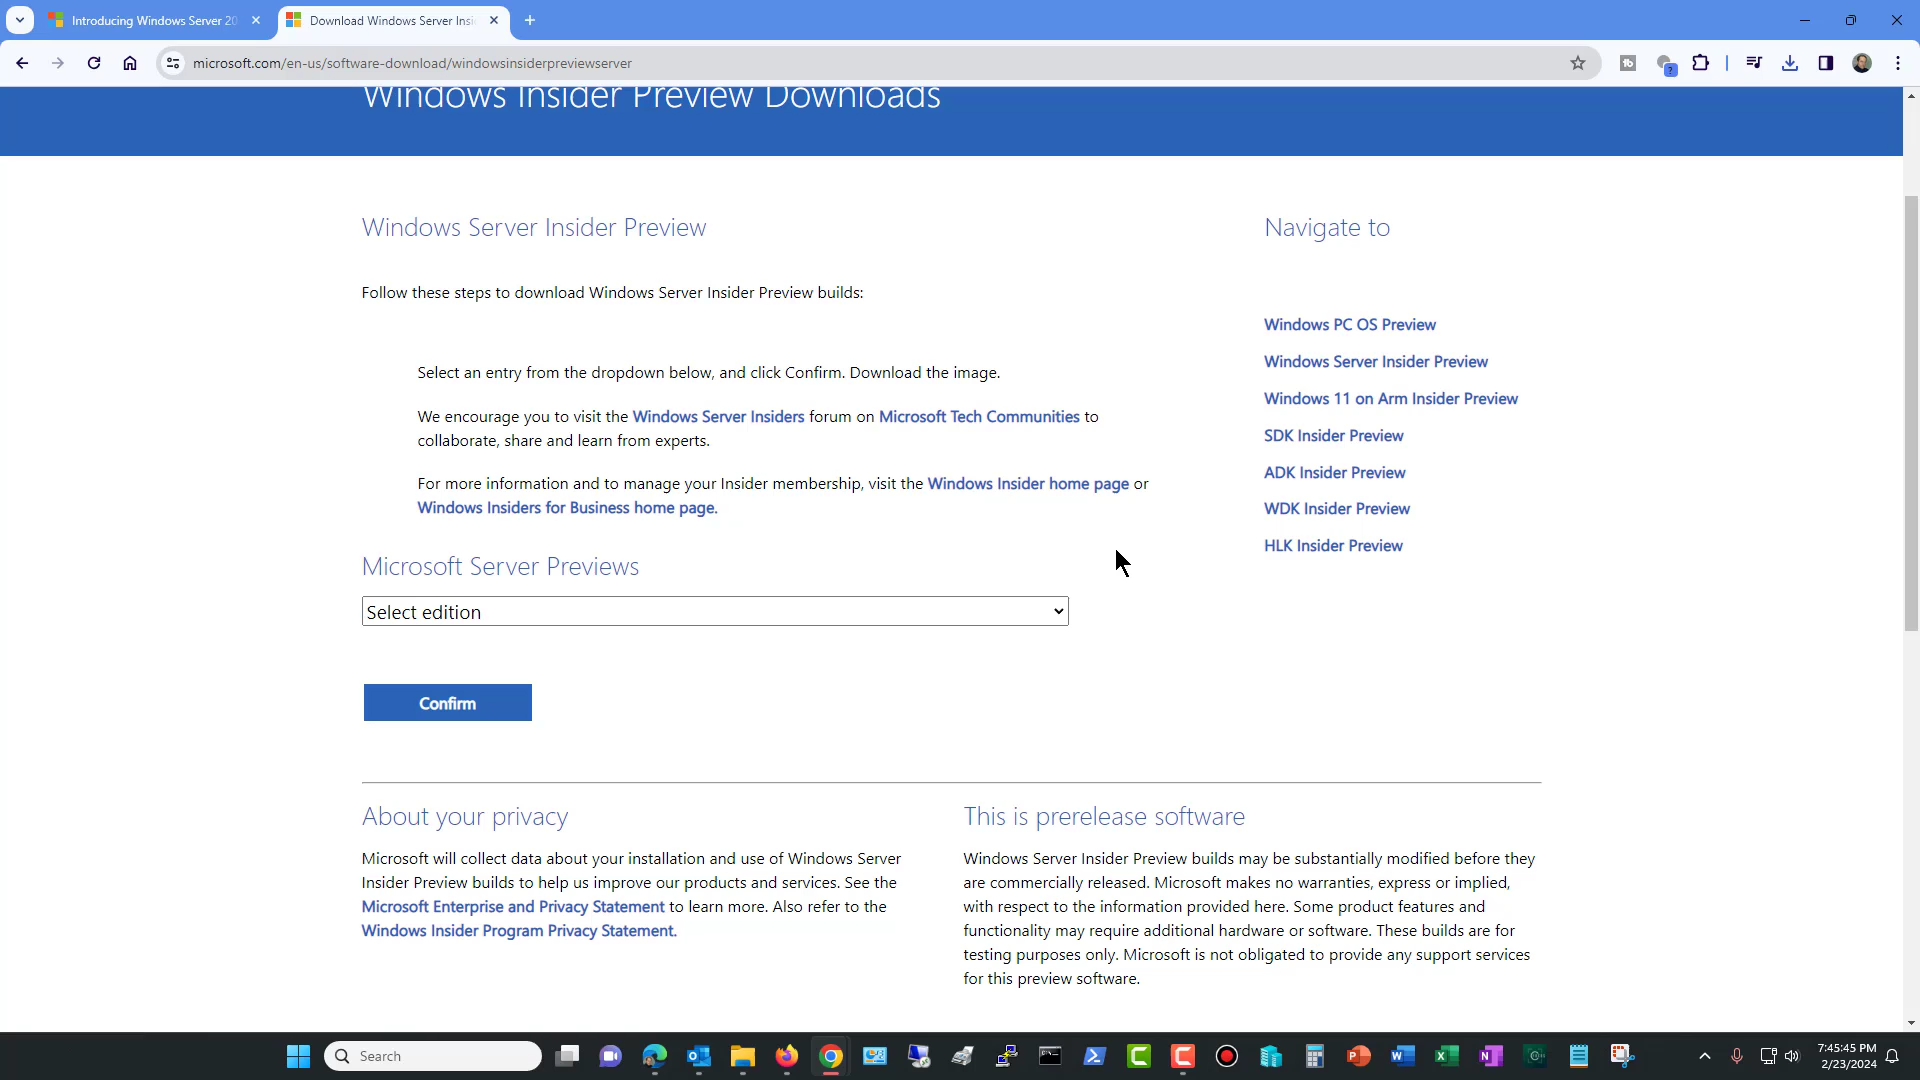 Introducing Windows Server 20
Download Windows Server Insi
microsoft.com/en-us/software-download/windowsinsiderpreviewserver
Windows Insider Preview Downloads
Windows Server Insider Preview
Follow these steps to download Windows Server Insider Preview builds:
Select an entry from the dropdown below, and click Confirm. Download the image.
We encourage you to visit the Windows Server Insiders forum on Microsoft Tech Communities to
collaborate, share and learn from experts.
For more information and to manage your Insider membership, visit the Windows Insider home page or
Windows Insiders for Business home page.
Microsoft Server Previews
Select edition
Confirm
Navigate to
Windows PC OS Preview
Windows Server Insider Preview
Windows 11 on Arm Insider Preview
SDK Insider Preview
ADK Insider Preview
WDK Insider Preview
HLK Insider Preview
About your privacy
Microsoft will collect data about your installation and use of Windows Server
Insider Preview builds to help us improve our products and services. See the
Microsoft Enterprise and Privacy Statement to learn more. Also refer to the
Windows Insider Program Privacy Statement.
This is prerelease software
Windows Server Insider Preview builds may be substantially modified before they
are commercially released. Microsoft makes no warranties, express or implied,
with respect to the information provided here. Some product features and
functionality may require additional hardware or software. These builds are for
testing purposes only. Microsoft is not obligated to provide any support services
for this preview software.
Search
7:45:45 PM
2/23/2024